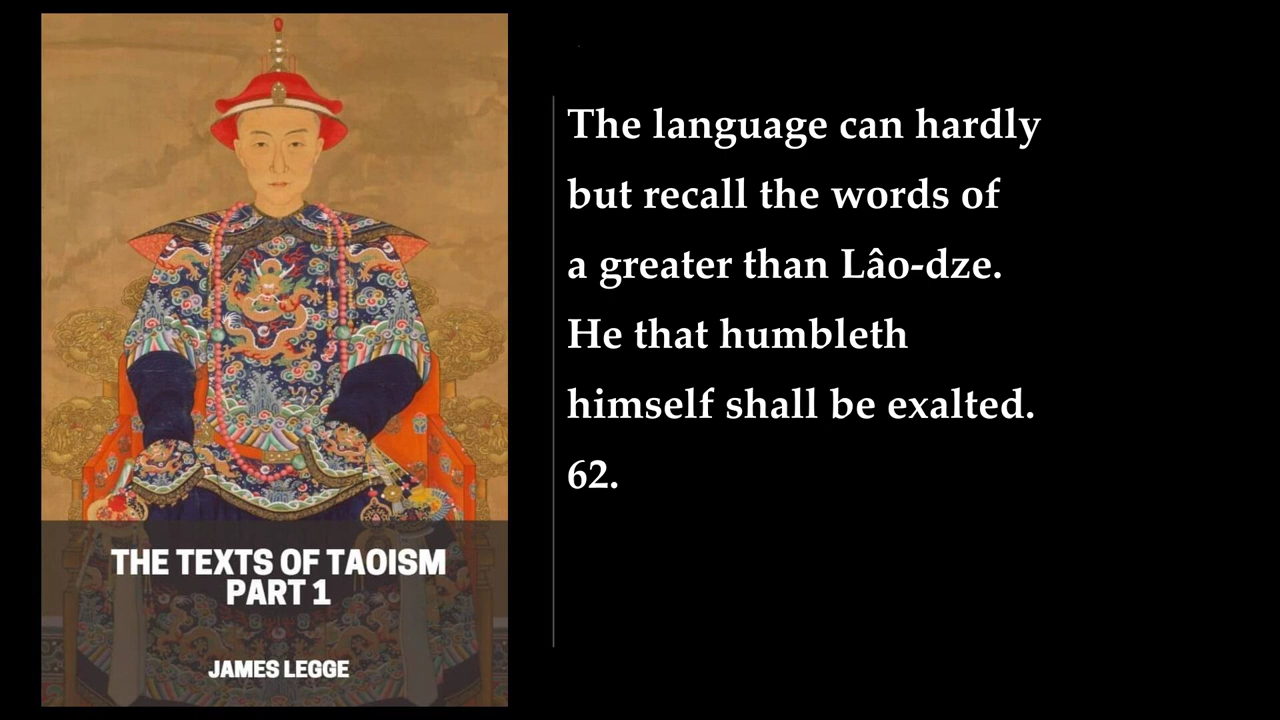 THE TEXTS OF TAOISM
PART 1
JAMES LEGGE
The language can hardly
but recall the words of
a greater than Lâo-dze.
He that humbleth
himself shall be exalted.
62.